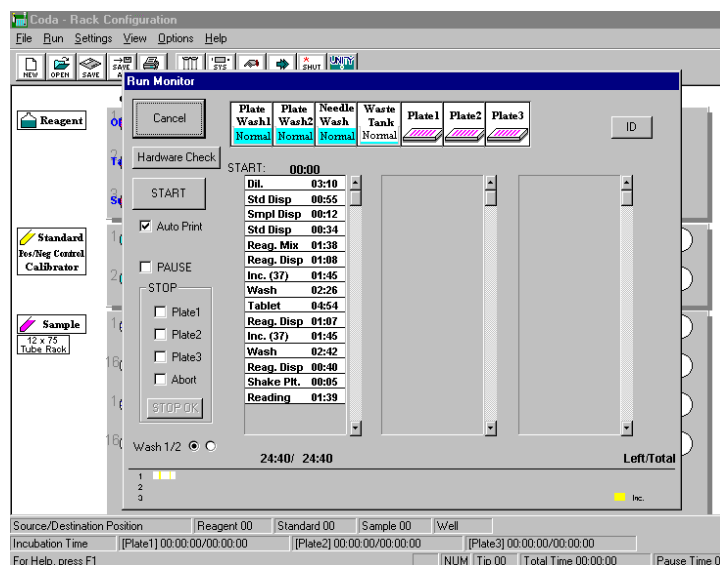 Coda - Rack Configuration
File Run Settings View Options Help
NEW OPEN SAVE SAVE SYS SHUT UNITY
Run Monitor
Cancel
Plate Wash1 Normal
Plate Wash2 Normal
Needle Wash Normal
Waste Tank Normal
Plate1 Plate2 Plate3
ID
Reagent
Hardware Check
START: 00:00
START
Dil. 03:10
Std Disp 00:55
Smpl Disp 00:12
Std Disp 00:34
Reag. Mix 01:38
Reag. Disp 01:08
Inc. (37) 01:45
Wash 02:26
Tablet 04:54
Reag. Disp 01:07
Inc. (37) 01:45
Wash 02:42
Reag. Disp 00:40
Shake Plt. 00:05
Reading 01:39
Auto Print
PAUSE
STOP
Plate1
Plate2
Plate3
Abort
STOP OK
Standard
Pos/Neg Control
Calibrator
Sample
12 x 75
Tube Rack
Wash 1/2
24:40/ 24:40
Left/Total
1
2
3
Inc.
Source/Destination Position Reagent 00 Standard 00 Sample 00 Well
Incubation Time [Plate1] 00:00:00/00:00:00 [Plate2] 00:00:00/00:00:00 [Plate3] 00:00:00/00:00:00
For Help, press F1 NUM Tip 00 Total Time 00:00:00 Pause Time 0